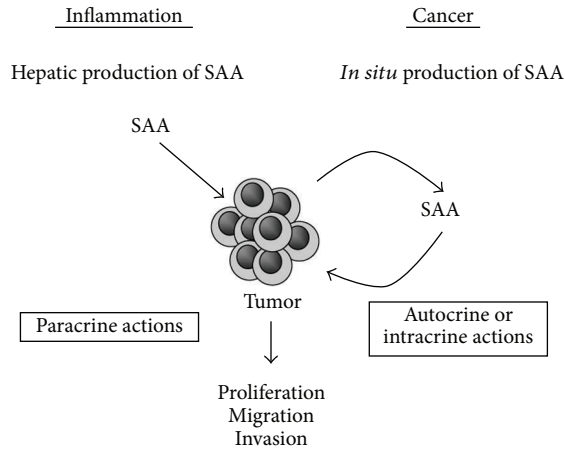 Inflammation
Cancer
Hepatic production of SAA
In situ production of SAA
SAA
SAA
Tumor
Paracrine actions
Autocrine or
intracrine actions
Proliferation
Migration
Invasion